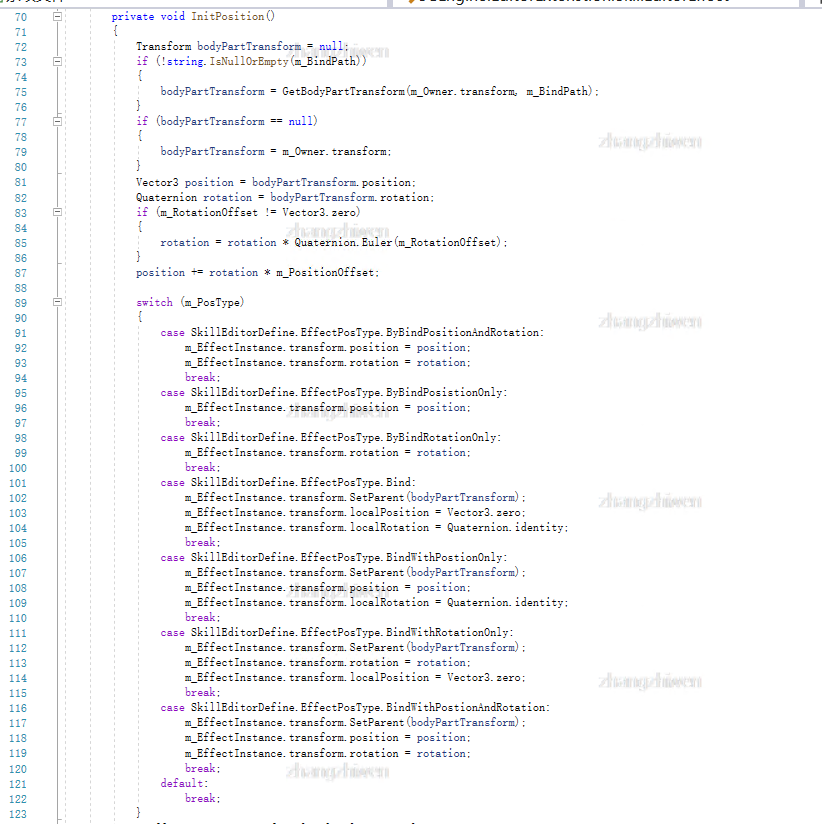 70 private void InitPosition()
71 {
72 Transform bodyPartTransform = null;
73 if (!string.IsNullOrEmpty(m_BindPath))
74 {
75 bodyPartTransform = GetBodyPartTransform(m_Owner.transform, m_BindPath);
76 }
77 if (bodyPartTransform == null)
78 {
79 bodyPartTransform = m_Owner.transform;
80 }
81 Vector3 position = bodyPartTransform.position;
82 Quaternion rotation = bodyPartTransform.rotation;
83 if (m_RotationOffset != Vector3.zero)
84 {
85 rotation = rotation * Quaternion.Euler(m_RotationOffset);
86 }
87 position += rotation * m_PositionOffset;
88
89 switch (m_PosType)
90 {
91 case SkillEditorDefine.EffectPosType.ByBindPositionAndRotation:
92 m_EffectInstance.transform.position = position;
93 m_EffectInstance.transform.rotation = rotation;
94 break;
95 case SkillEditorDefine.EffectPosType.ByBindPosistionOnly:
96 m_EffectInstance.transform.position = position;
97 break;
98 case SkillEditorDefine.EffectPosType.ByBindRotationOnly:
99 m_EffectInstance.transform.rotation = rotation;
100 break;
101 case SkillEditorDefine.EffectPosType.Bind:
102 m_EffectInstance.transform.SetParent(bodyPartTransform);
103 m_EffectInstance.transform.localPosition = Vector3.zero;
104 m_EffectInstance.transform.localRotation = Quaternion.identity;
105 break;
106 case SkillEditorDefine.EffectPosType.BindWithPostionOnly:
107 m_EffectInstance.transform.SetParent(bodyPartTransform);
108 m_EffectInstance.transform.position = position;
109 m_EffectInstance.transform.localRotation = Quaternion.identity;
110 break;
111 case SkillEditorDefine.EffectPosType.BindWithRotationOnly:
112 m_EffectInstance.transform.SetParent(bodyPartTransform);
113 m_EffectInstance.transform.rotation = rotation;
114 m_EffectInstance.transform.localPosition = Vector3.zero;
115 break;
116 case SkillEditorDefine.EffectPosType.BindWithPostionAndRotation:
117 m_EffectInstance.transform.SetParent(bodyPartTransform);
118 m_EffectInstance.transform.position = position;
119 m_EffectInstance.transform.rotation = rotation;
120 break;
121 default:
122 break;
123 }